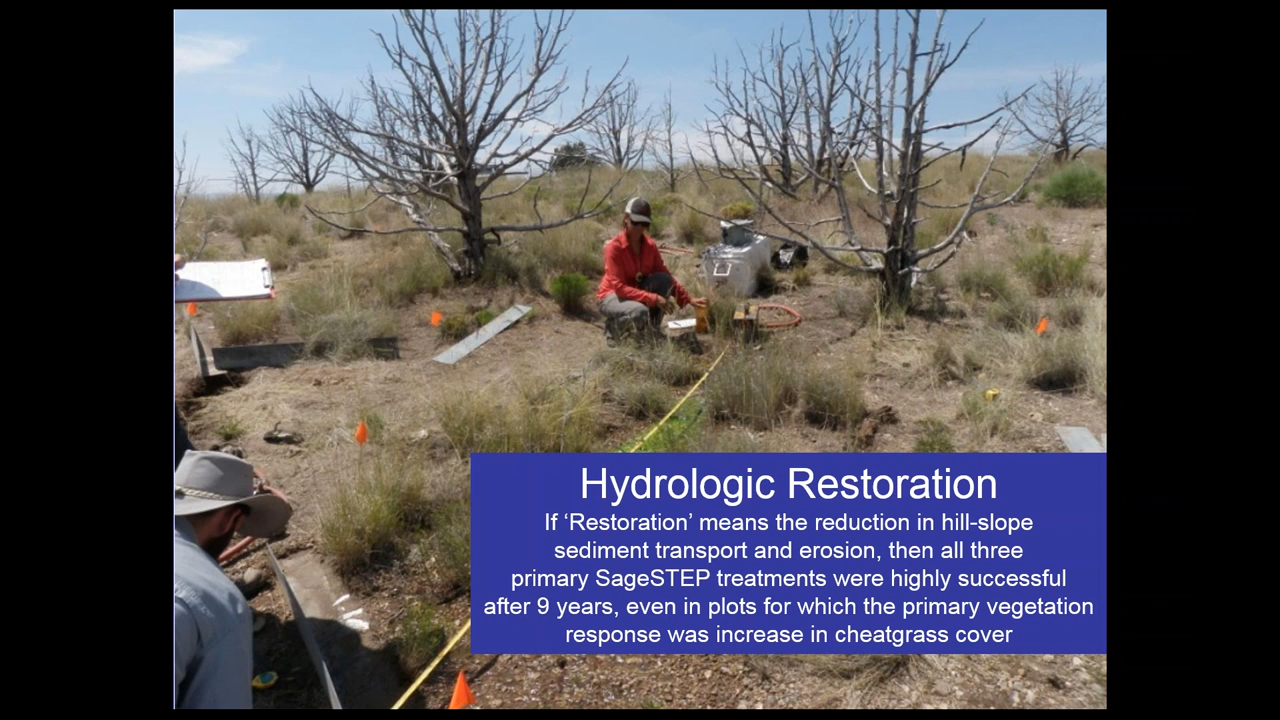 Hydrologic Restoration
If ‘Restoration’ means the reduction in hill-slope
sediment transport and erosion, then all three
primary SageSTEP treatments were highly successful
after 9 years, even in plots for which the primary vegetation
response was increase in cheatgrass cover